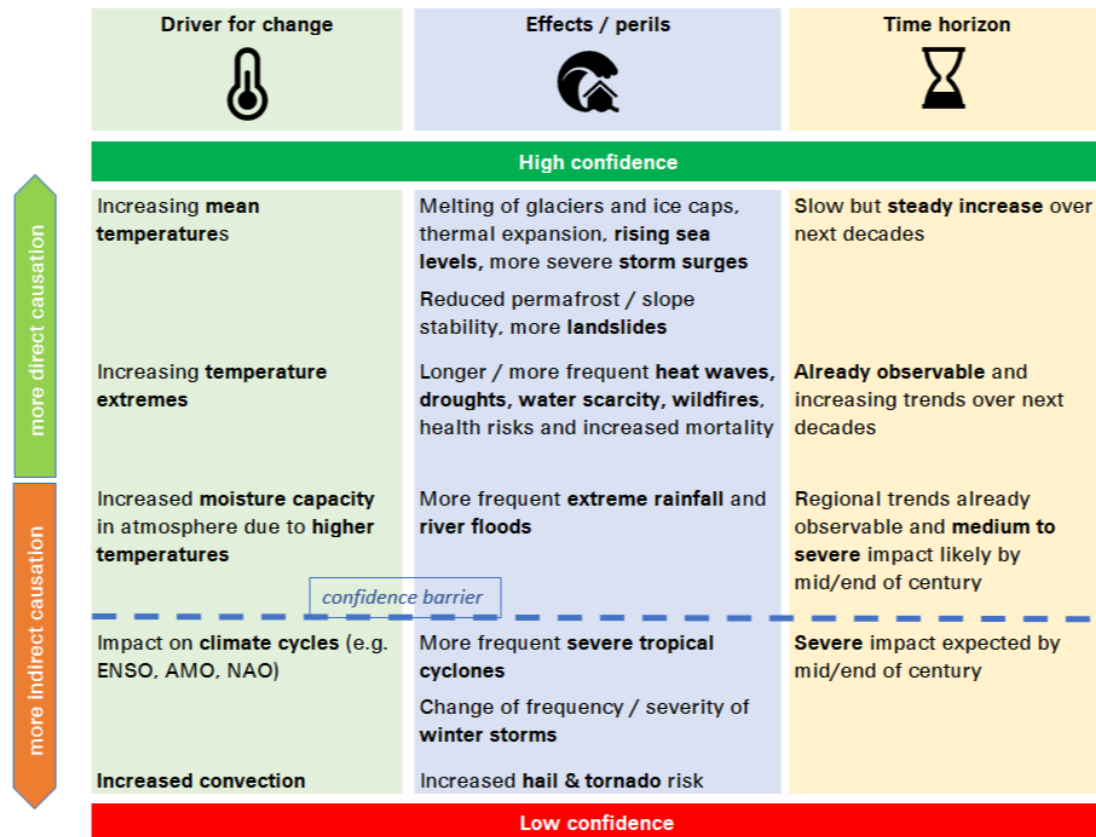 Driver for change
Effects / perils
Time horizon
High confidence
more direct causation
Increasing mean
temperatures
Melting of glaciers and ice caps,
thermal expansion, rising sea
levels, more severe storm surges
Reduced permafrost / slope
stability, more landslides
Slow but steady increase over
next decades
Increasing temperature
extremes
Longer / more frequent heat waves,
droughts, water scarcity, wildfires,
health risks and increased mortality
Already observable and
increasing trends over next
decades
more indirect causation
Increased moisture capacity
in atmosphere due to higher
temperatures
More frequent extreme rainfall and
river floods
Regional trends already
observable and medium to
severe impact likely by
mid/end of century
confidence barrier
Impact on climate cycles (e.g.
ENSO, AMO, NAO)
More frequent severe tropical
cyclones
Change of frequency / severity of
winter storms
Severe impact expected by
mid/end of century
Increased convection
Increased hail & tornado risk
Low confidence